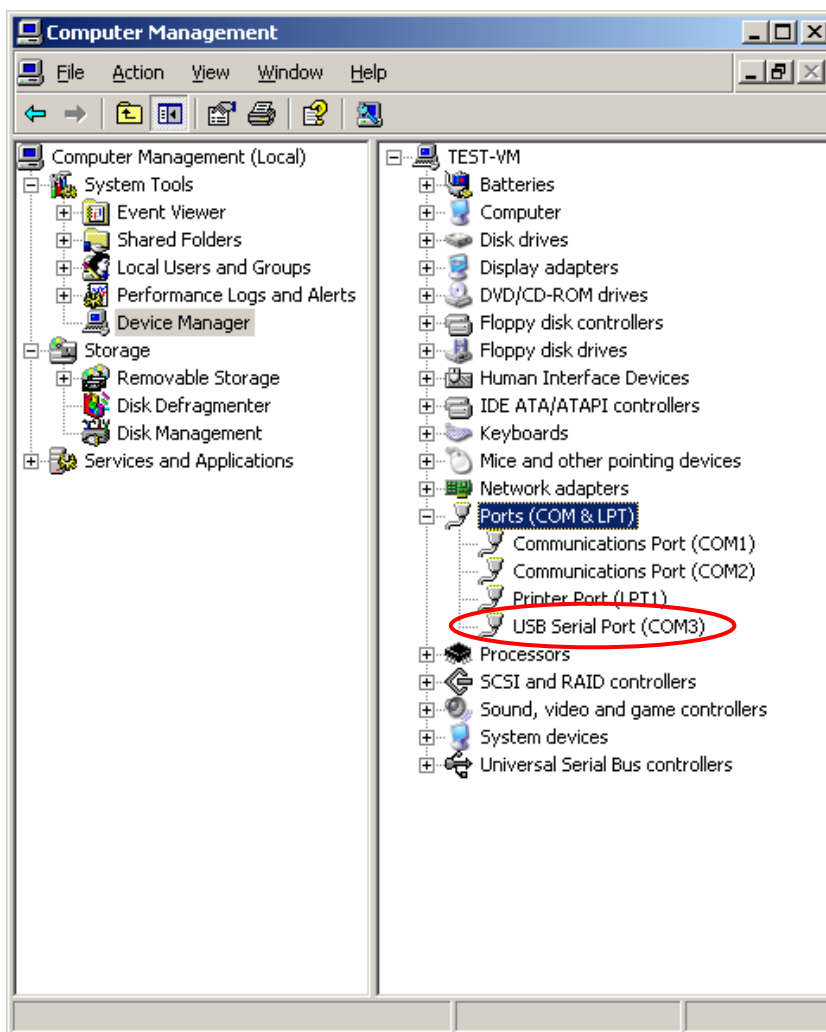 Computer Management
File Action View Window Help
Computer Management (Local)
System Tools
Event Viewer
Shared Folders
Local Users and Groups
Performance Logs and Alerts
Device Manager
Storage
Removable Storage
Disk Defragmenter
Disk Management
Services and Applications
TEST-VM
Batteries
Computer
Disk drives
Display adapters
DVD/CD-ROM drives
Floppy disk controllers
Floppy disk drives
Human Interface Devices
IDE ATA/ATAPI controllers
Keyboards
Mice and other pointing devices
Network adapters
Ports (COM & LPT)
Communications Port (COM1)
Communications Port (COM2)
Printer Port (LPT1)
USB Serial Port (COM3)
Processors
SCSI and RAID controllers
Sound, video and game controllers
System devices
Universal Serial Bus controllers